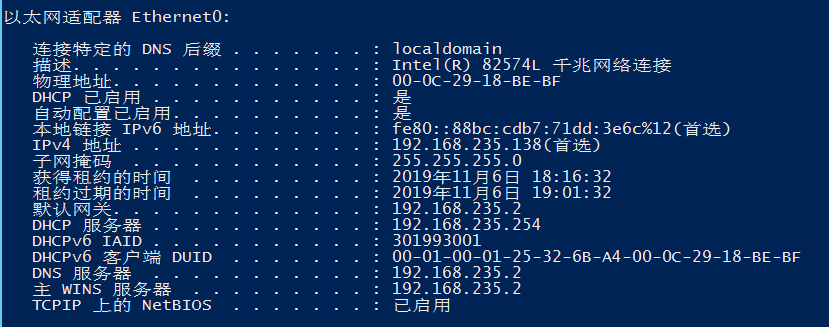 以太网适配器 Ethernet0:
连接特定的 DNS 后缀 . . . . . . . : localdomain
描述. . . . . . . . . . . . . . . : Intel(R) 82574L 千兆网络连接
物理地址. . . . . . . . . . . . . : 00-0C-29-18-BE-BF
DHCP 已启用 . . . . . . . . . . . : 是
自动配置已启用. . . . . . . . . . : 是
本地链接 IPv6 地址. . . . . . . . : fe80::88bc:cdb7:71dd:3e6c%12(首选)
IPv4 地址 . . . . . . . . . . . . : 192.168.235.138(首选)
子网掩码 . . . . . . . . . . . . : 255.255.255.0
获得租约的时间 . . . . . . . . . : 2019年11月6日 18:16:32
租约过期的时间 . . . . . . . . . : 2019年11月6日 19:01:32
默认网关. . . . . . . . . . . . . : 192.168.235.2
DHCP 服务器 . . . . . . . . . . . : 192.168.235.254
DHCPv6 IAID . . . . . . . . . . . : 301993001
DHCPv6 客户端 DUID . . . . . . . : 00-01-00-01-25-32-6B-A4-00-0C-29-18-BE-BF
DNS 服务器 . . . . . . . . . . . : 192.168.235.2
主 WINS 服务器 . . . . . . . . . : 192.168.235.2
TCPIP 上的 NetBIOS . . . . . . . : 已启用